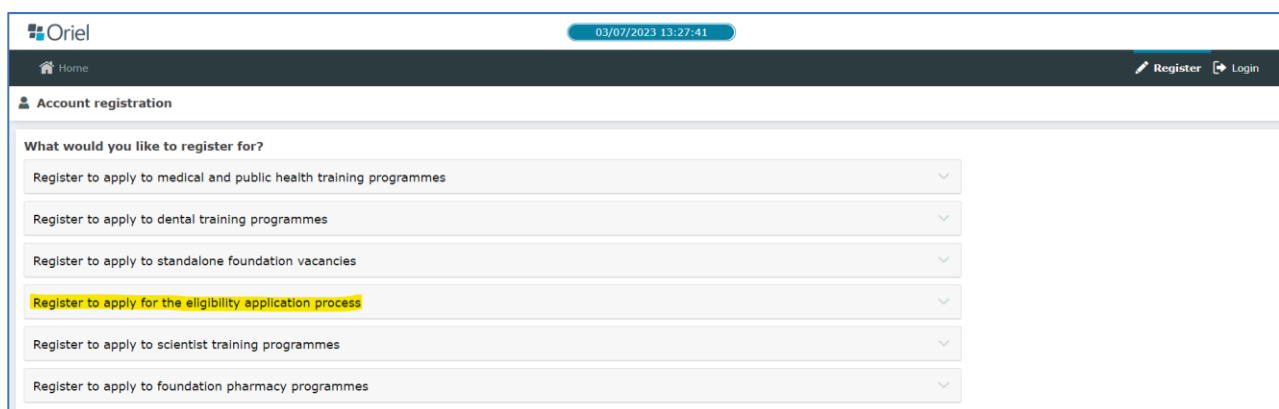 Oriel
03/07/2023 13:27:41
Home
Register Login
Account registration
What would you like to register for?
Register to apply to medical and public health training programmes
Register to apply to dental training programmes
Register to apply to standalone foundation vacancies
Register to apply for the eligibility application process
Register to apply to scientist training programmes
Register to apply to foundation pharmacy programmes